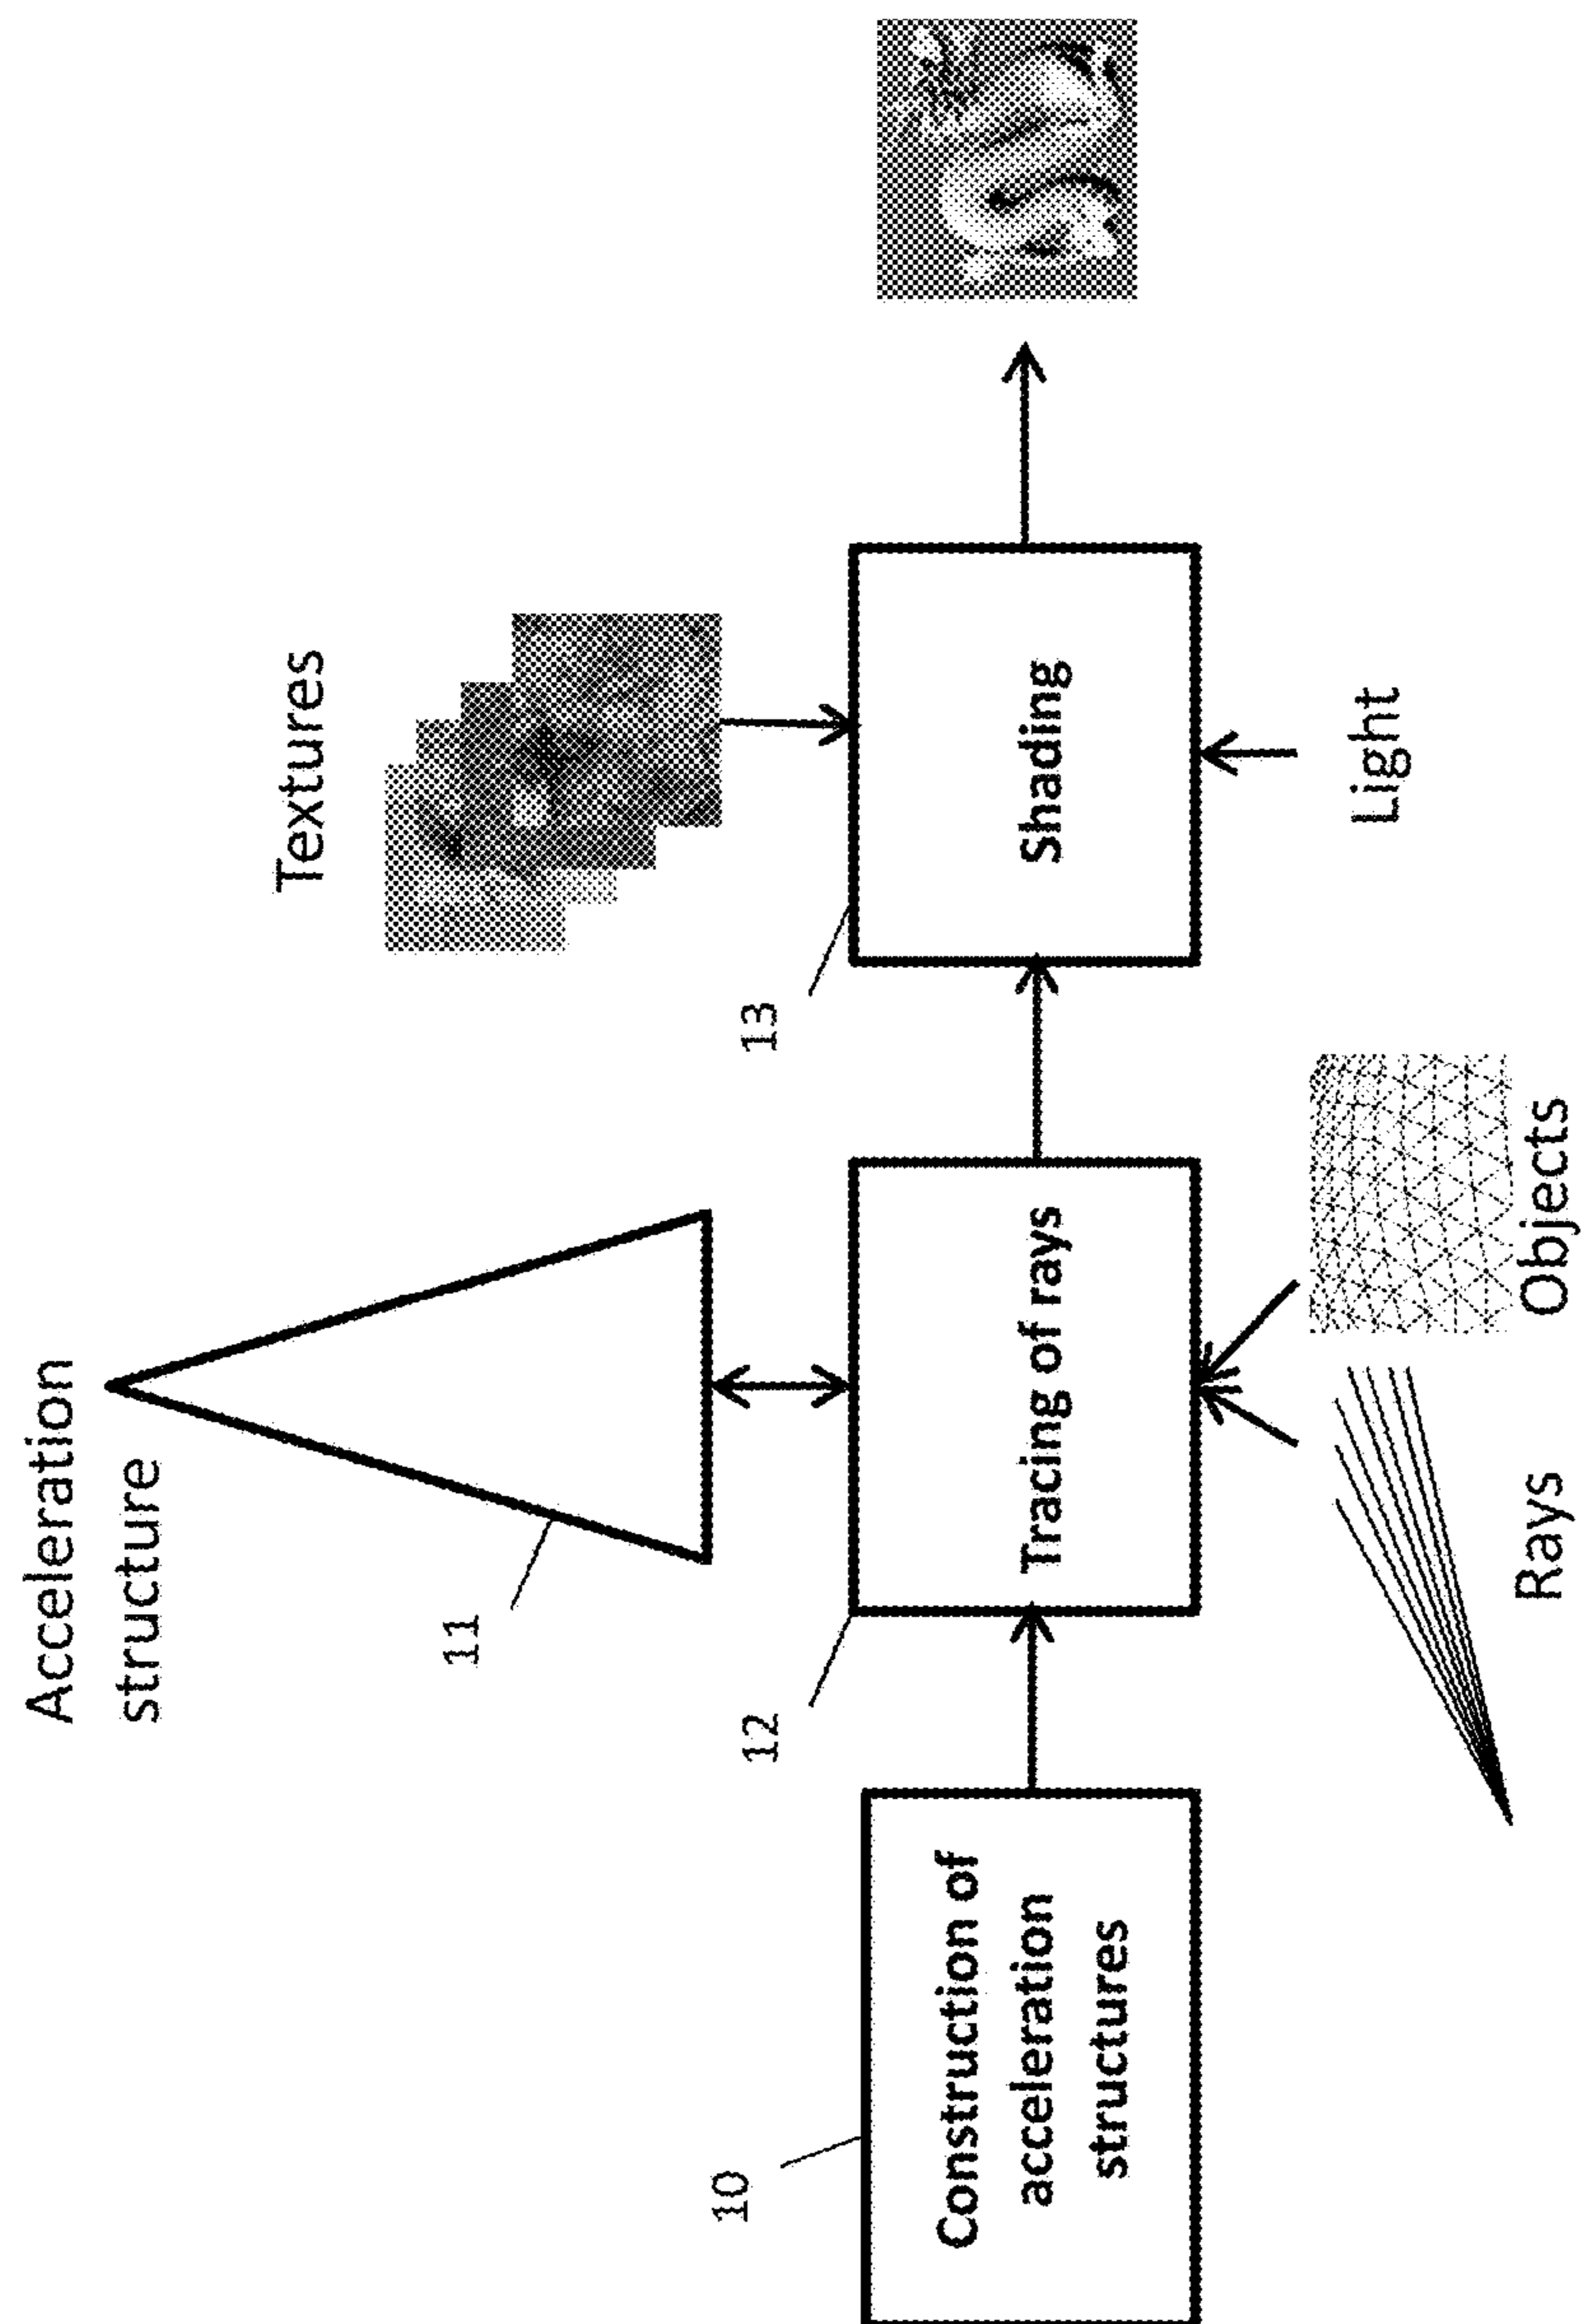 Acceleration
structure
11
Textures
10
Construction of
acceleration
structures
12
Tracing of rays
13
Shading
Rays
Objects
Light